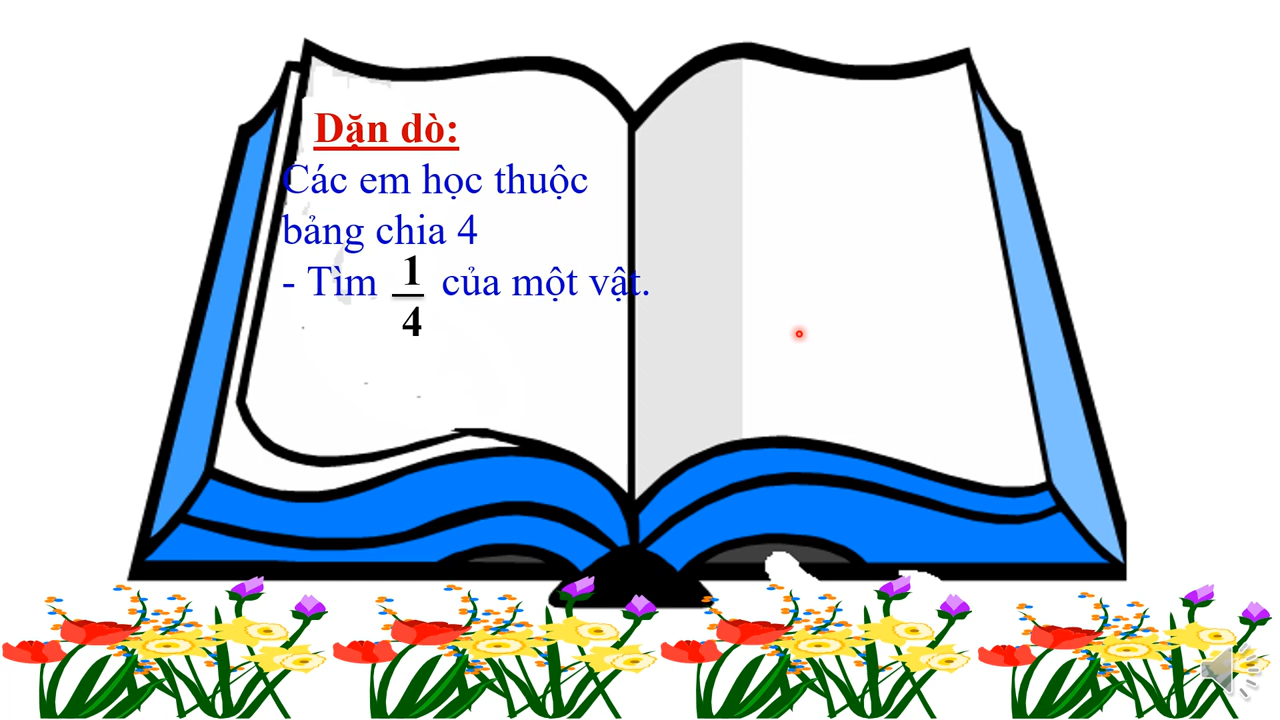 Dặn dò:
Các em học thuộc
bảng chia 4
- Tìm 1/4 của một vật.